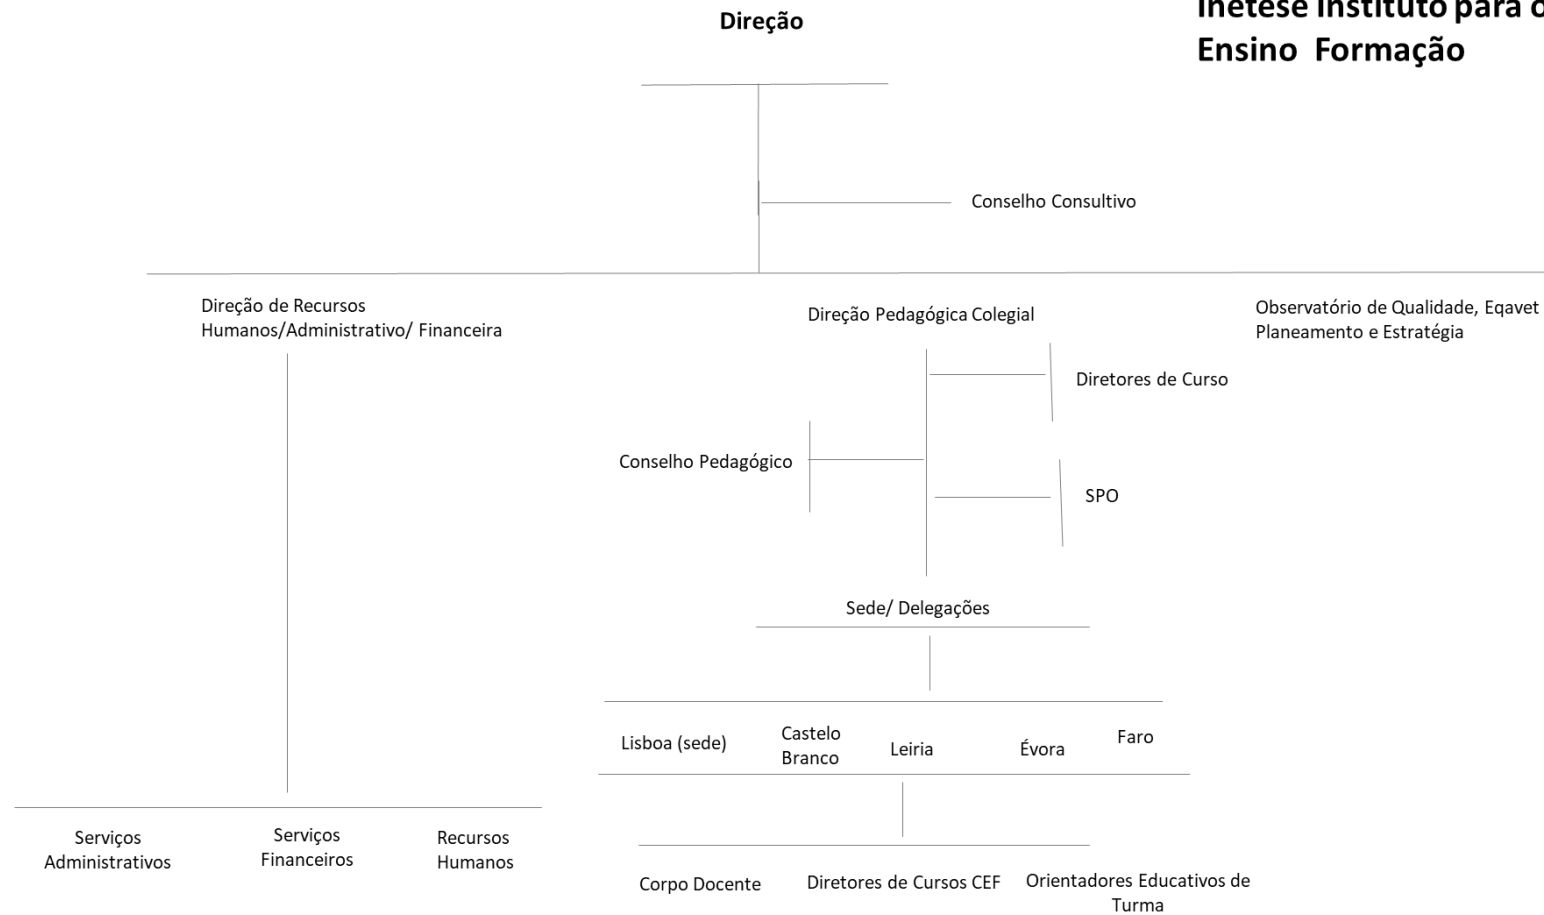 Inetese Instituto para o
Ensino Formação
Direção
Conselho Consultivo
Direção de Recursos
Humanos/Administrativo/ Financeira
Direção Pedagógica Colegial
Observatório de Qualidade, Eqavet
Planeamento e Estratégia
Diretores de Curso
Conselho Pedagógico
SPO
Sede/ Delegações
Lisboa (sede)
Castelo
Branco
Leiria
Évora
Faro
Serviços
Administrativos
Serviços
Financeiros
Recursos
Humanos
Corpo Docente
Diretores de Cursos CEF
Orientadores Educativos de
Turma